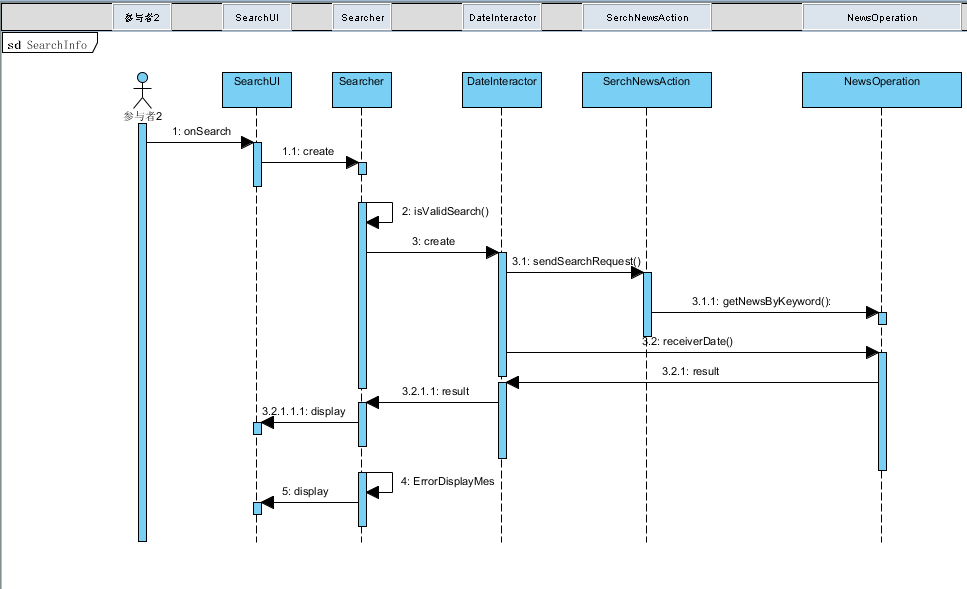 参与者2 SearchUI Searcher DateInteractor SerchNewsAction NewsOperation
sd SearchInfo
SearchUI Searcher DateInteractor SerchNewsAction NewsOperation
参与者2
1: onSearch
1.1: create
2: isValidSearch()
3: create
3.1: sendSearchRequest()
3.1.1: getNewsByKeyword():
3.2: receiverDate()
3.2.1: result
3.2.1.1: result
3.2.1.1.1: display
4: ErrorDisplayMes
5: display